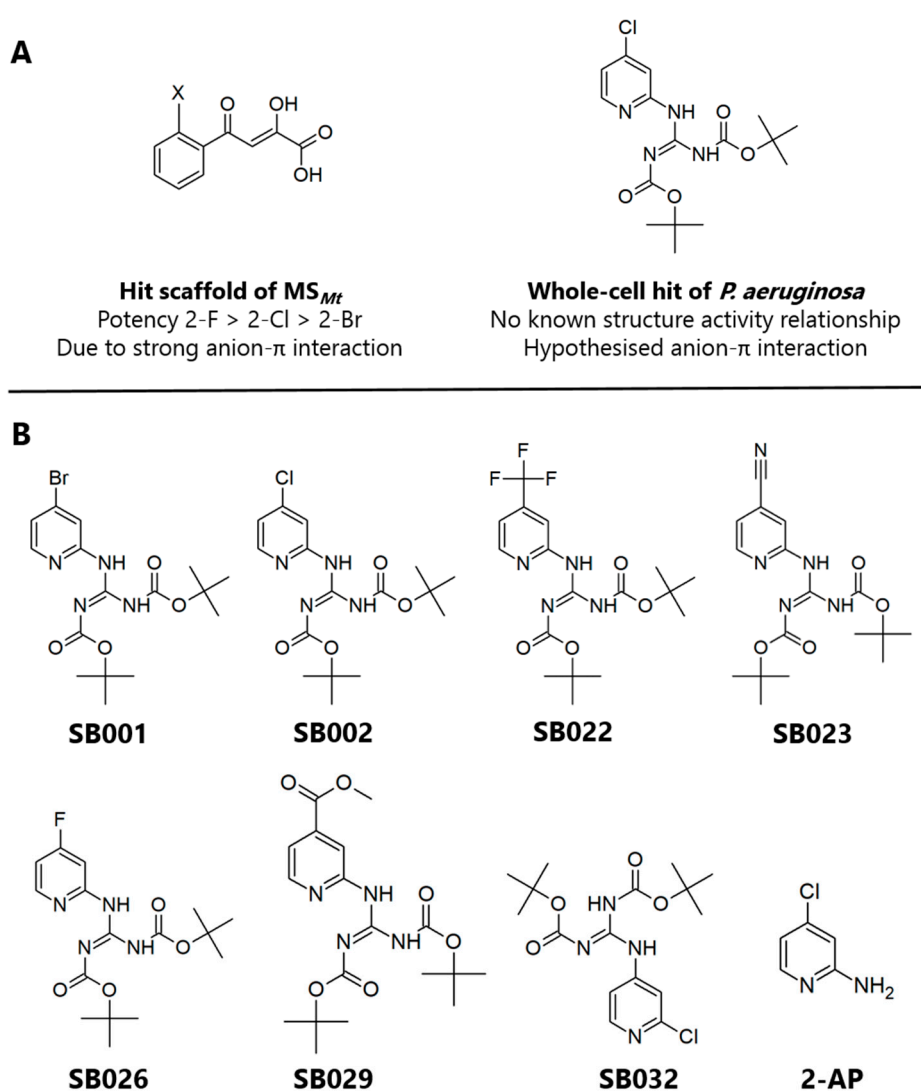 A
X
O
OH
O
OH
Cl
N
NH
O
N
NH
O
O
O
Hit scaffold of MS_Mt
Whole-cell hit of P. aeruginosa
Potency 2-F > 2-Cl > 2-Br
No known structure activity relationship
Due to strong anion-π interaction
Hypothesised anion-π interaction
B
Br
N
NH
O
N
NH
O
O
O
SB001
Cl
N
NH
O
N
NH
O
O
O
SB002
F
F
F
N
NH
O
N
NH
O
O
O
SB022
N
N
NH
O
N
NH
O
O
O
SB023
F
N
NH
O
N
NH
O
O
O
SB026
O
O
N
NH
O
N
NH
O
O
O
SB029
O
O
HN
O
O
N
NH
N
Cl
SB032
Cl
N
NH2
2-AP